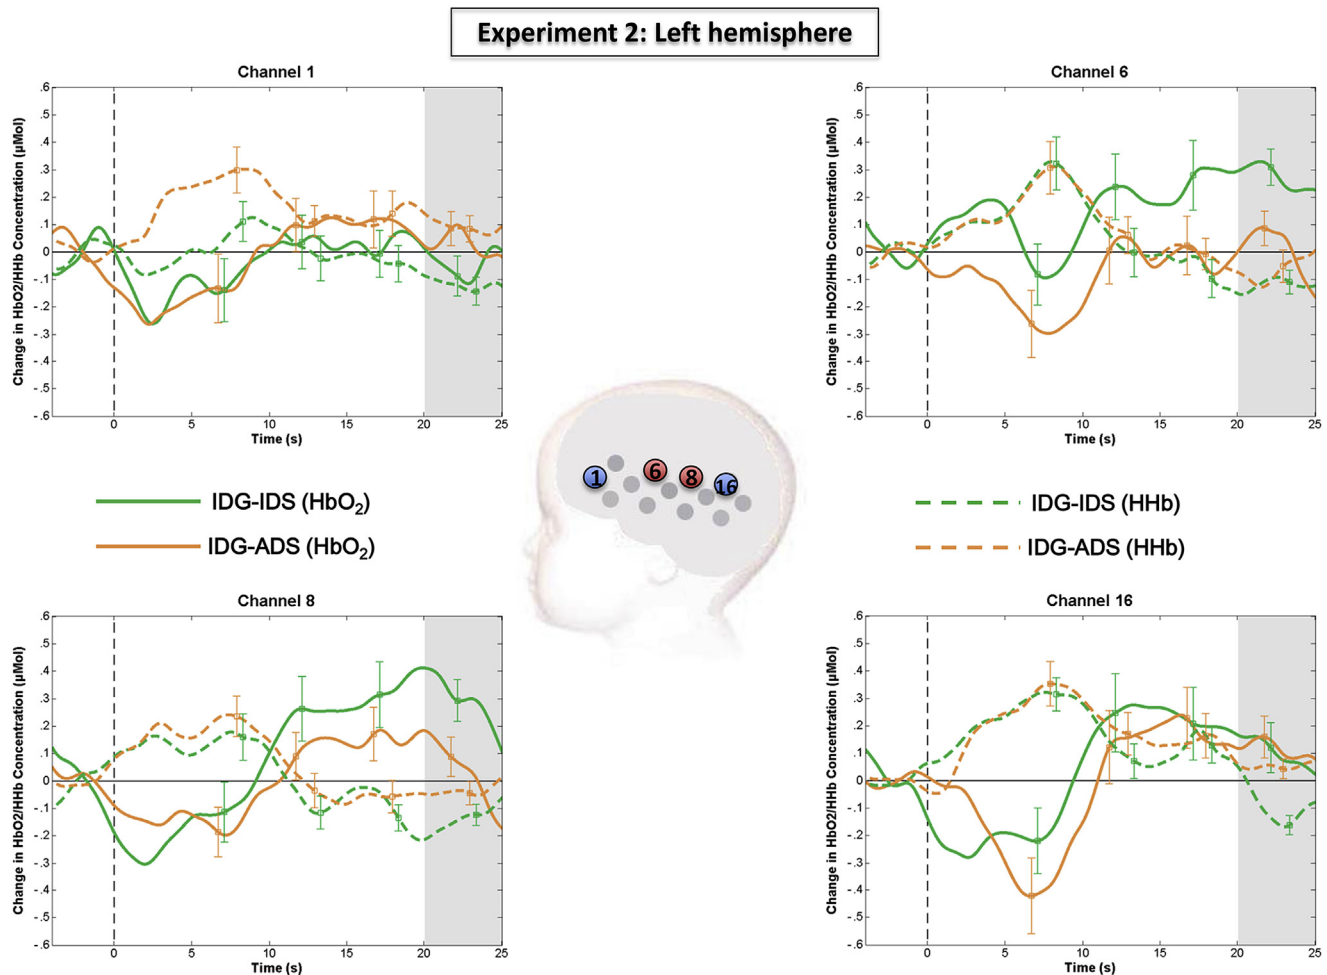 Experiment 2: Left hemisphere
Channel 1
Change in HbO2/HHb Concentration (µMol)
.6
.5
.4
.3
.2
.1
0
-.1
-.2
-.3
-.4
-.5
-.6
0 5 10 15 20 25
Time (s)
Channel 6
Change in HbO2/HHb Concentration (µMol)
.6
.5
.4
.3
.2
.1
0
-.1
-.2
-.3
-.4
-.5
-.6
0 5 10 15 20 25
Time (s)
1 6 8 16
IDG-IDS (HbO₂)
IDG-ADS (HbO₂)
IDG-IDS (HHb)
IDG-ADS (HHb)
Channel 8
Change in HbO2/HHb Concentration (µMol)
.6
.5
.4
.3
.2
.1
0
-.1
-.2
-.3
-.4
-.5
-.6
0 5 10 15 20 25
Time (s)
Channel 16
Change in HbO2/HHb Concentration (µMol)
.6
.5
.4
.3
.2
.1
0
-.1
-.2
-.3
-.4
-.5
-.6
0 5 10 15 20 25
Time (s)